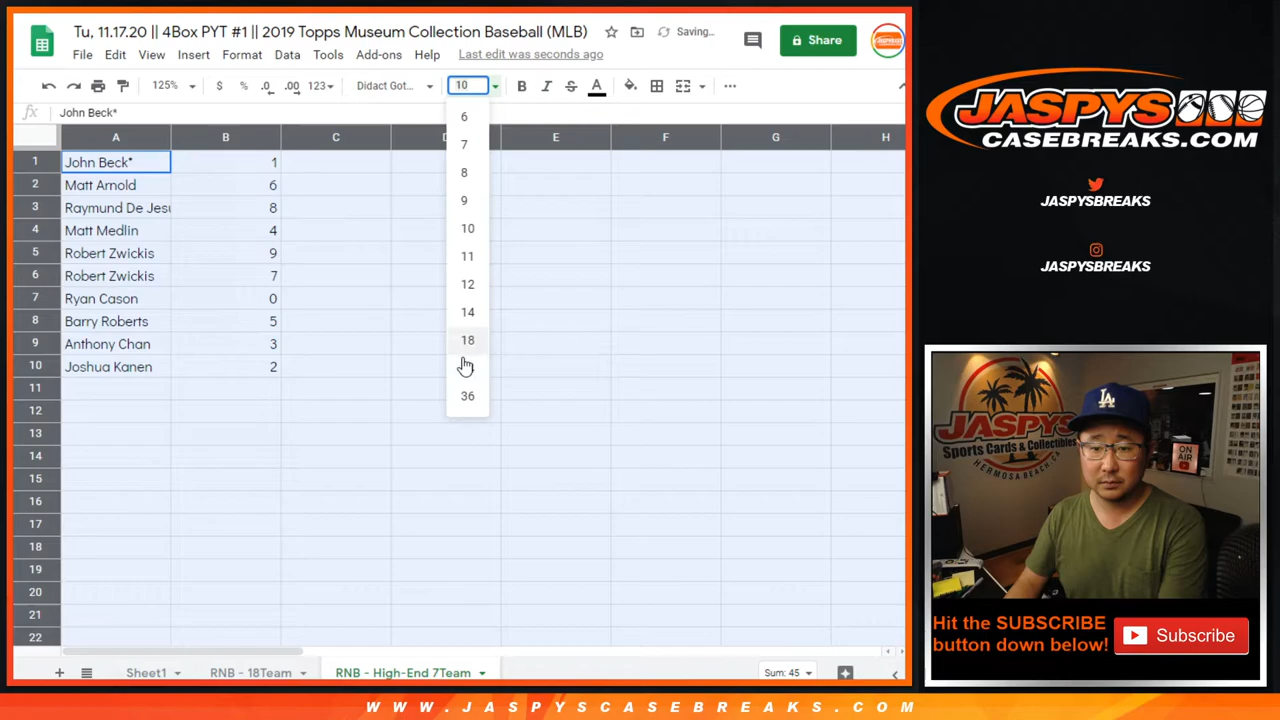 Tu, 11.17.20 || 4Box PYT #1 || 2019 Topps Museum Collection Baseball (MLB) Saving...
File Edit View Insert Format Data Tools Add-ons Help Last edit was seconds ago
Share
125% $ % .0 .00 123 Didact Got... 10 B I S A
fx John Beck*
A B C D E F G H
1 John Beck* 1
2 Matt Arnold 6
3 Raymund De Jesu 8
4 Matt Medlin 4
5 Robert Zwickis 9
6 Robert Zwickis 7
7 Ryan Cason 0
8 Barry Roberts 5
9 Anthony Chan 3
10 Joshua Kanen 2
11
12
13
14
15
16
17
18
19
20
21
22
6
7
8
9
10
11
12
14
18
36
Sheet1 RNB - 18Team RNB - High-End 7Team Sum: 45
JASPYS
CASEBREAKS.COM
JASPYSBREAKS
JASPYSBREAKS
JASPYS
Sports Cards & Collectibles
HERMOSA BEACH, CA
ON AIR
LA
Hit the SUBSCRIBE
button down below!
Subscribe
WWW.JASPYSCASEBREAKS.COM